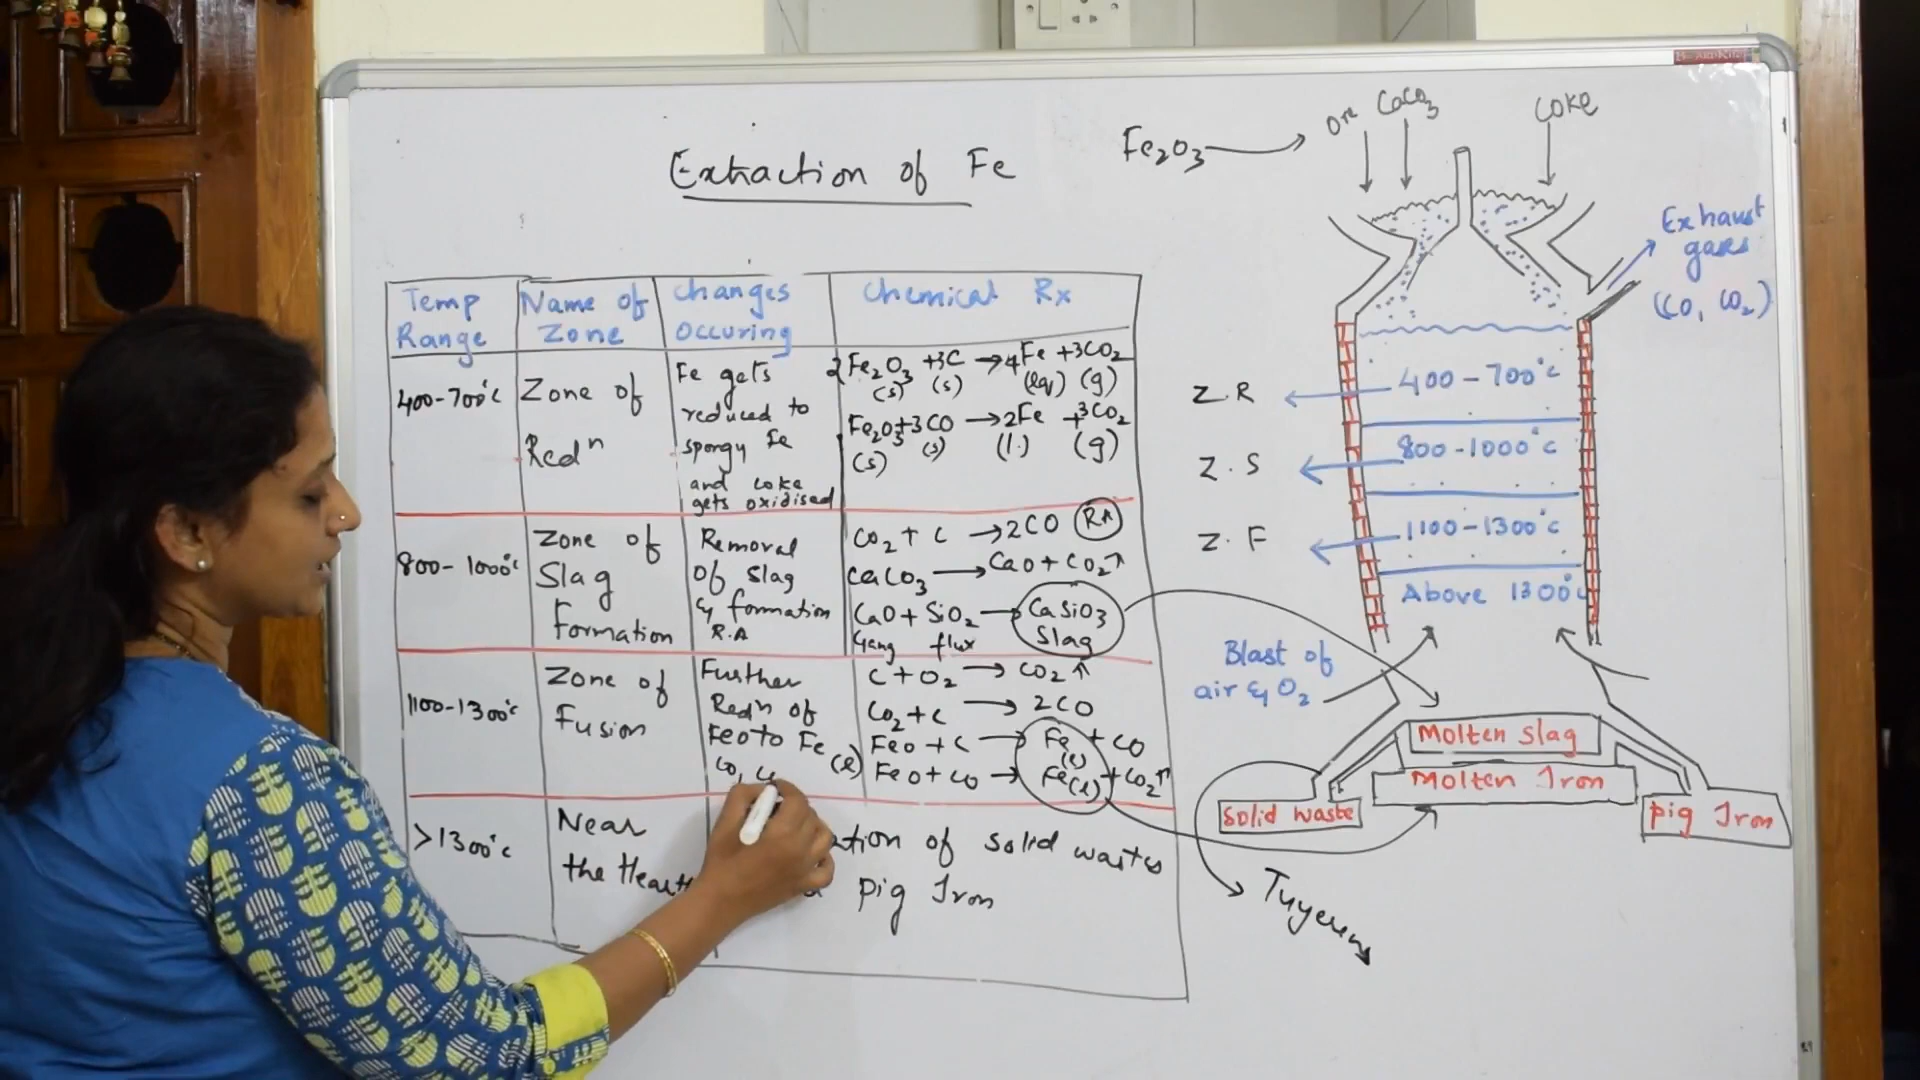 Extraction of Fe
Temp Range
Name of Zone
Changes Occuring
Chemical Rx
400-700°c
Zone of
Redⁿ
Fe gets
reduced to
spongy Fe
and coke
gets oxidised
2Fe₂O₃ +3C → 4Fe +3CO₂
(s) (s) (g)
Fe₂O₃+3CO → 2Fe +3CO₂
(s) (s) (l.) (g)
800-1000°c
Zone of
Slag
Formation
Removal
of slag
& formation
R.A
CO₂ + C → 2CO RA
CaCO₃ → CaO + CO₂↑
CaO + SiO₂ → CaSiO₃
Gang flux Slag
1100-1300°c
Zone of
Fusion
Further
Redⁿ of
FeO to Fe (l)
CO,
C + O₂ → CO₂↑
CO₂ + C → 2CO
FeO + C → Fe + CO
(l)
FeO + CO → Fe(l) + CO₂↑
>1300°c
Near
the Hearth
ation of solid wastes
pig Iron
Fe₂O₃
Ore CaCO₃
Coke
Exhaust
gases
(CO, CO₂)
Z.R
400-700°c
Z.S
800-1000°c
Z.F
1100-1300°c
Above 1300°c
Blast of
air & O₂
Molten Slag
Molten Iron
Solid waste
Pig Iron